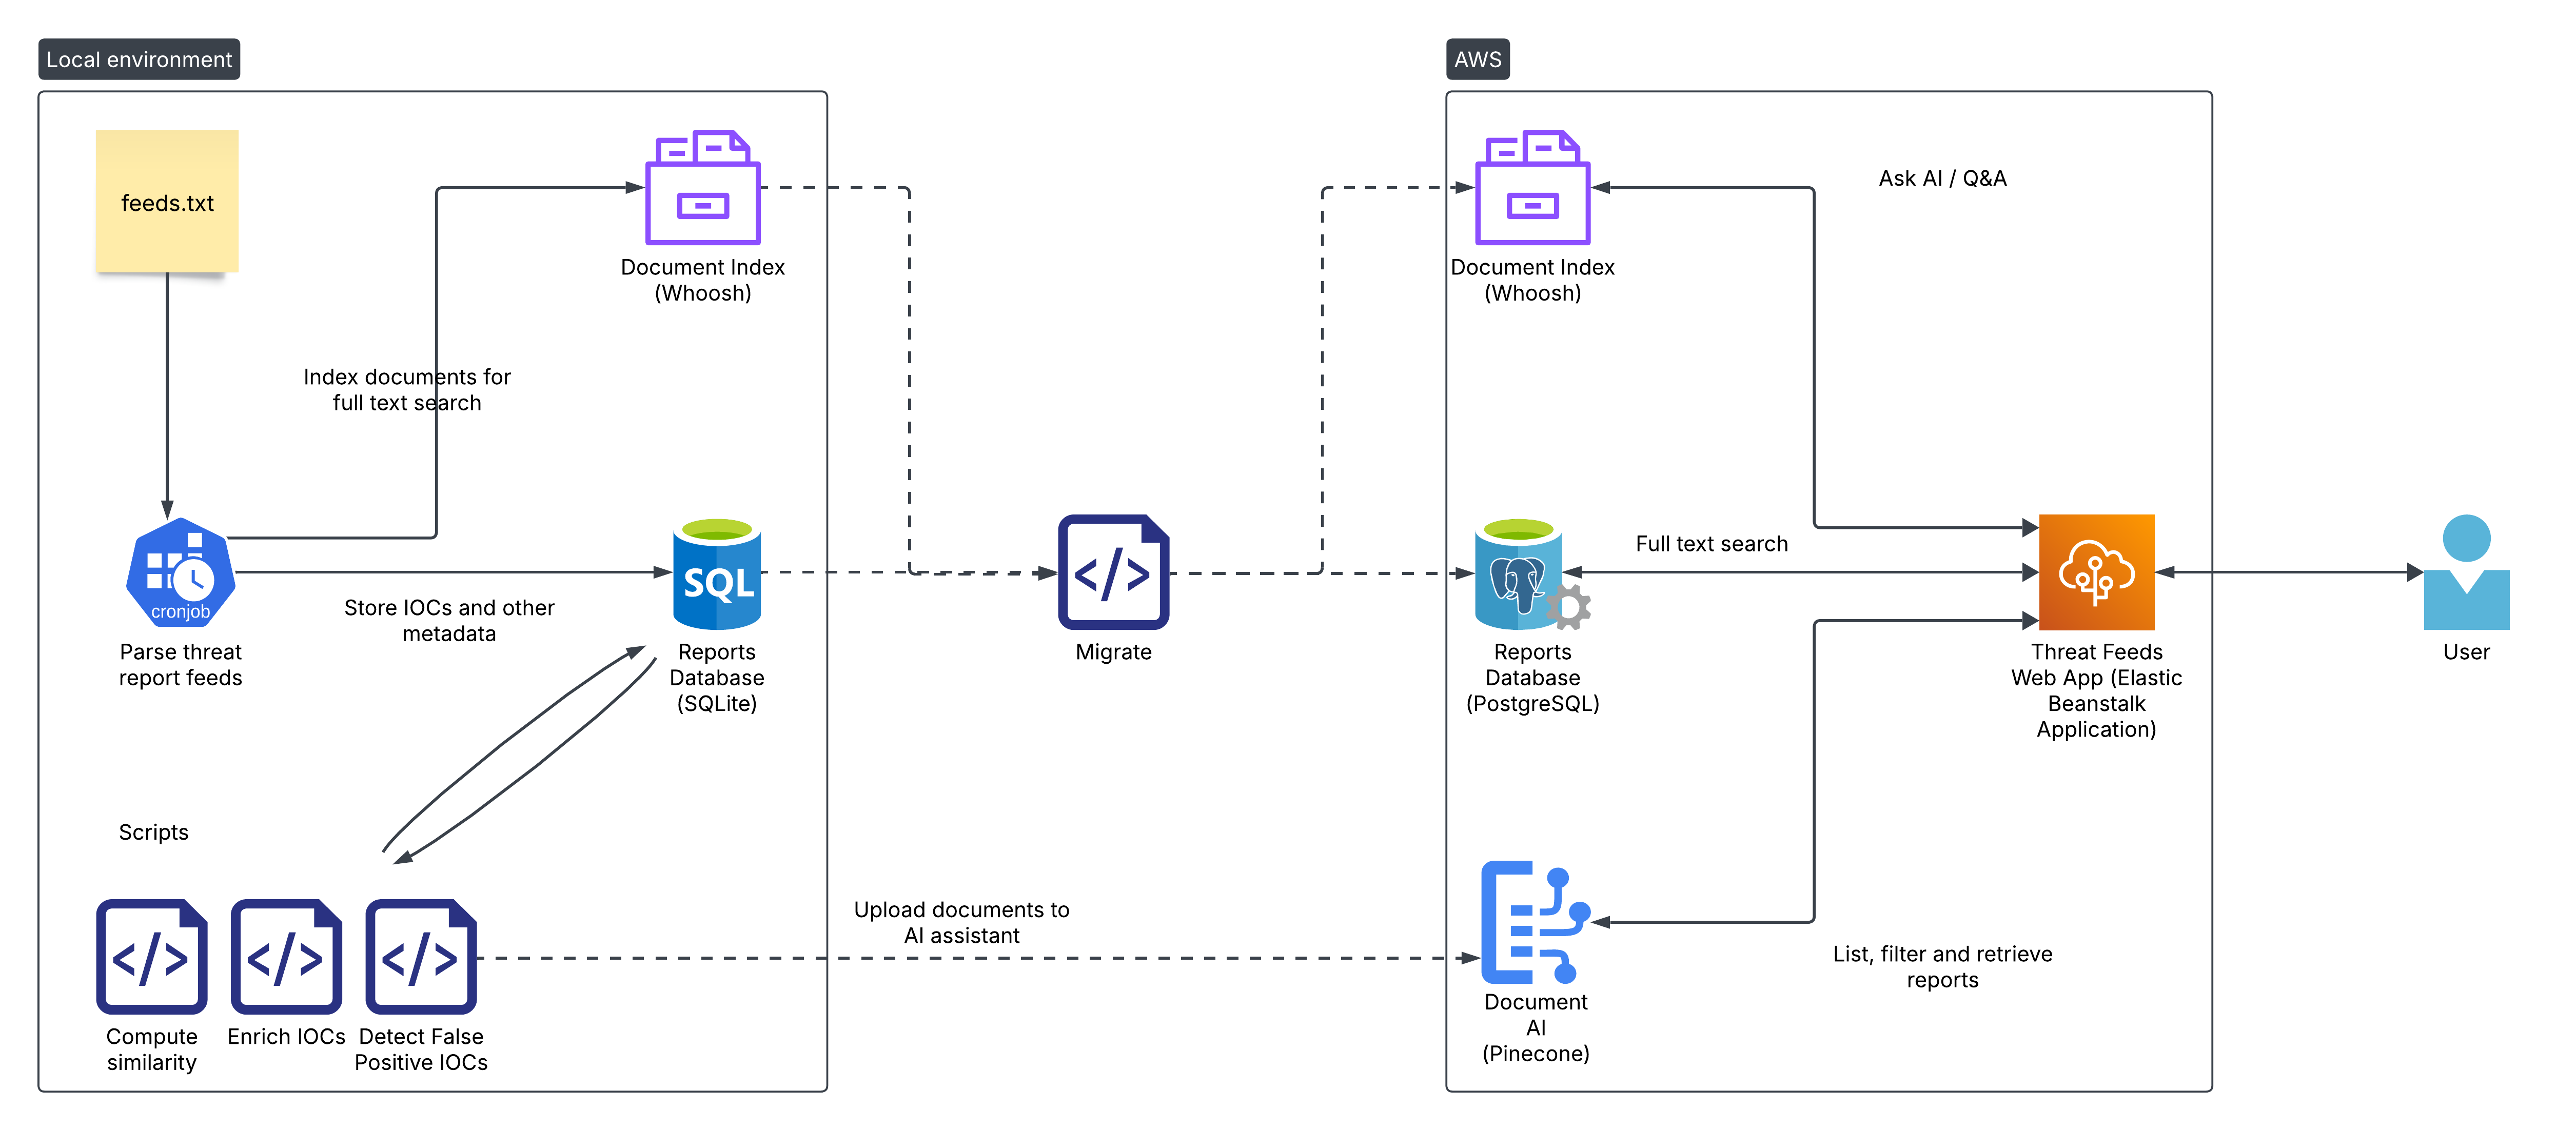 Local environment
AWS
feeds.txt
Document Index
(Whoosh)
Document Index
(Whoosh)
Ask AI / Q&A
Index documents for
full text search
cronjob
Parse threat
report feeds
Store IOCs and other
metadata
SQL
Reports
Database
(SQLite)
</>
Migrate
Full text search
Reports
Database
(PostgreSQL)
Threat Feeds
Web App (Elastic
Beanstalk
Application)
User
Scripts
</>
Compute
similarity
</>
Enrich IOCs
</>
Detect False
Positive IOCs
Upload documents to
AI assistant
Document
AI
(Pinecone)
List, filter and retrieve
reports